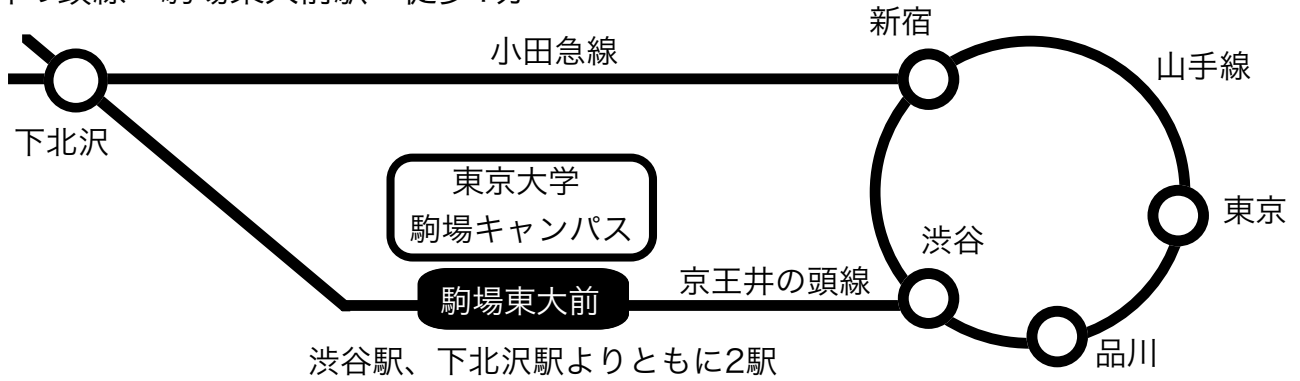 新宿
小田急線
山手線
下北沢
東京大学
駒場キャンパス
東京
渋谷
京王井の頭線
駒場東大前
品川
渋谷駅、下北沢駅よりともに2駅